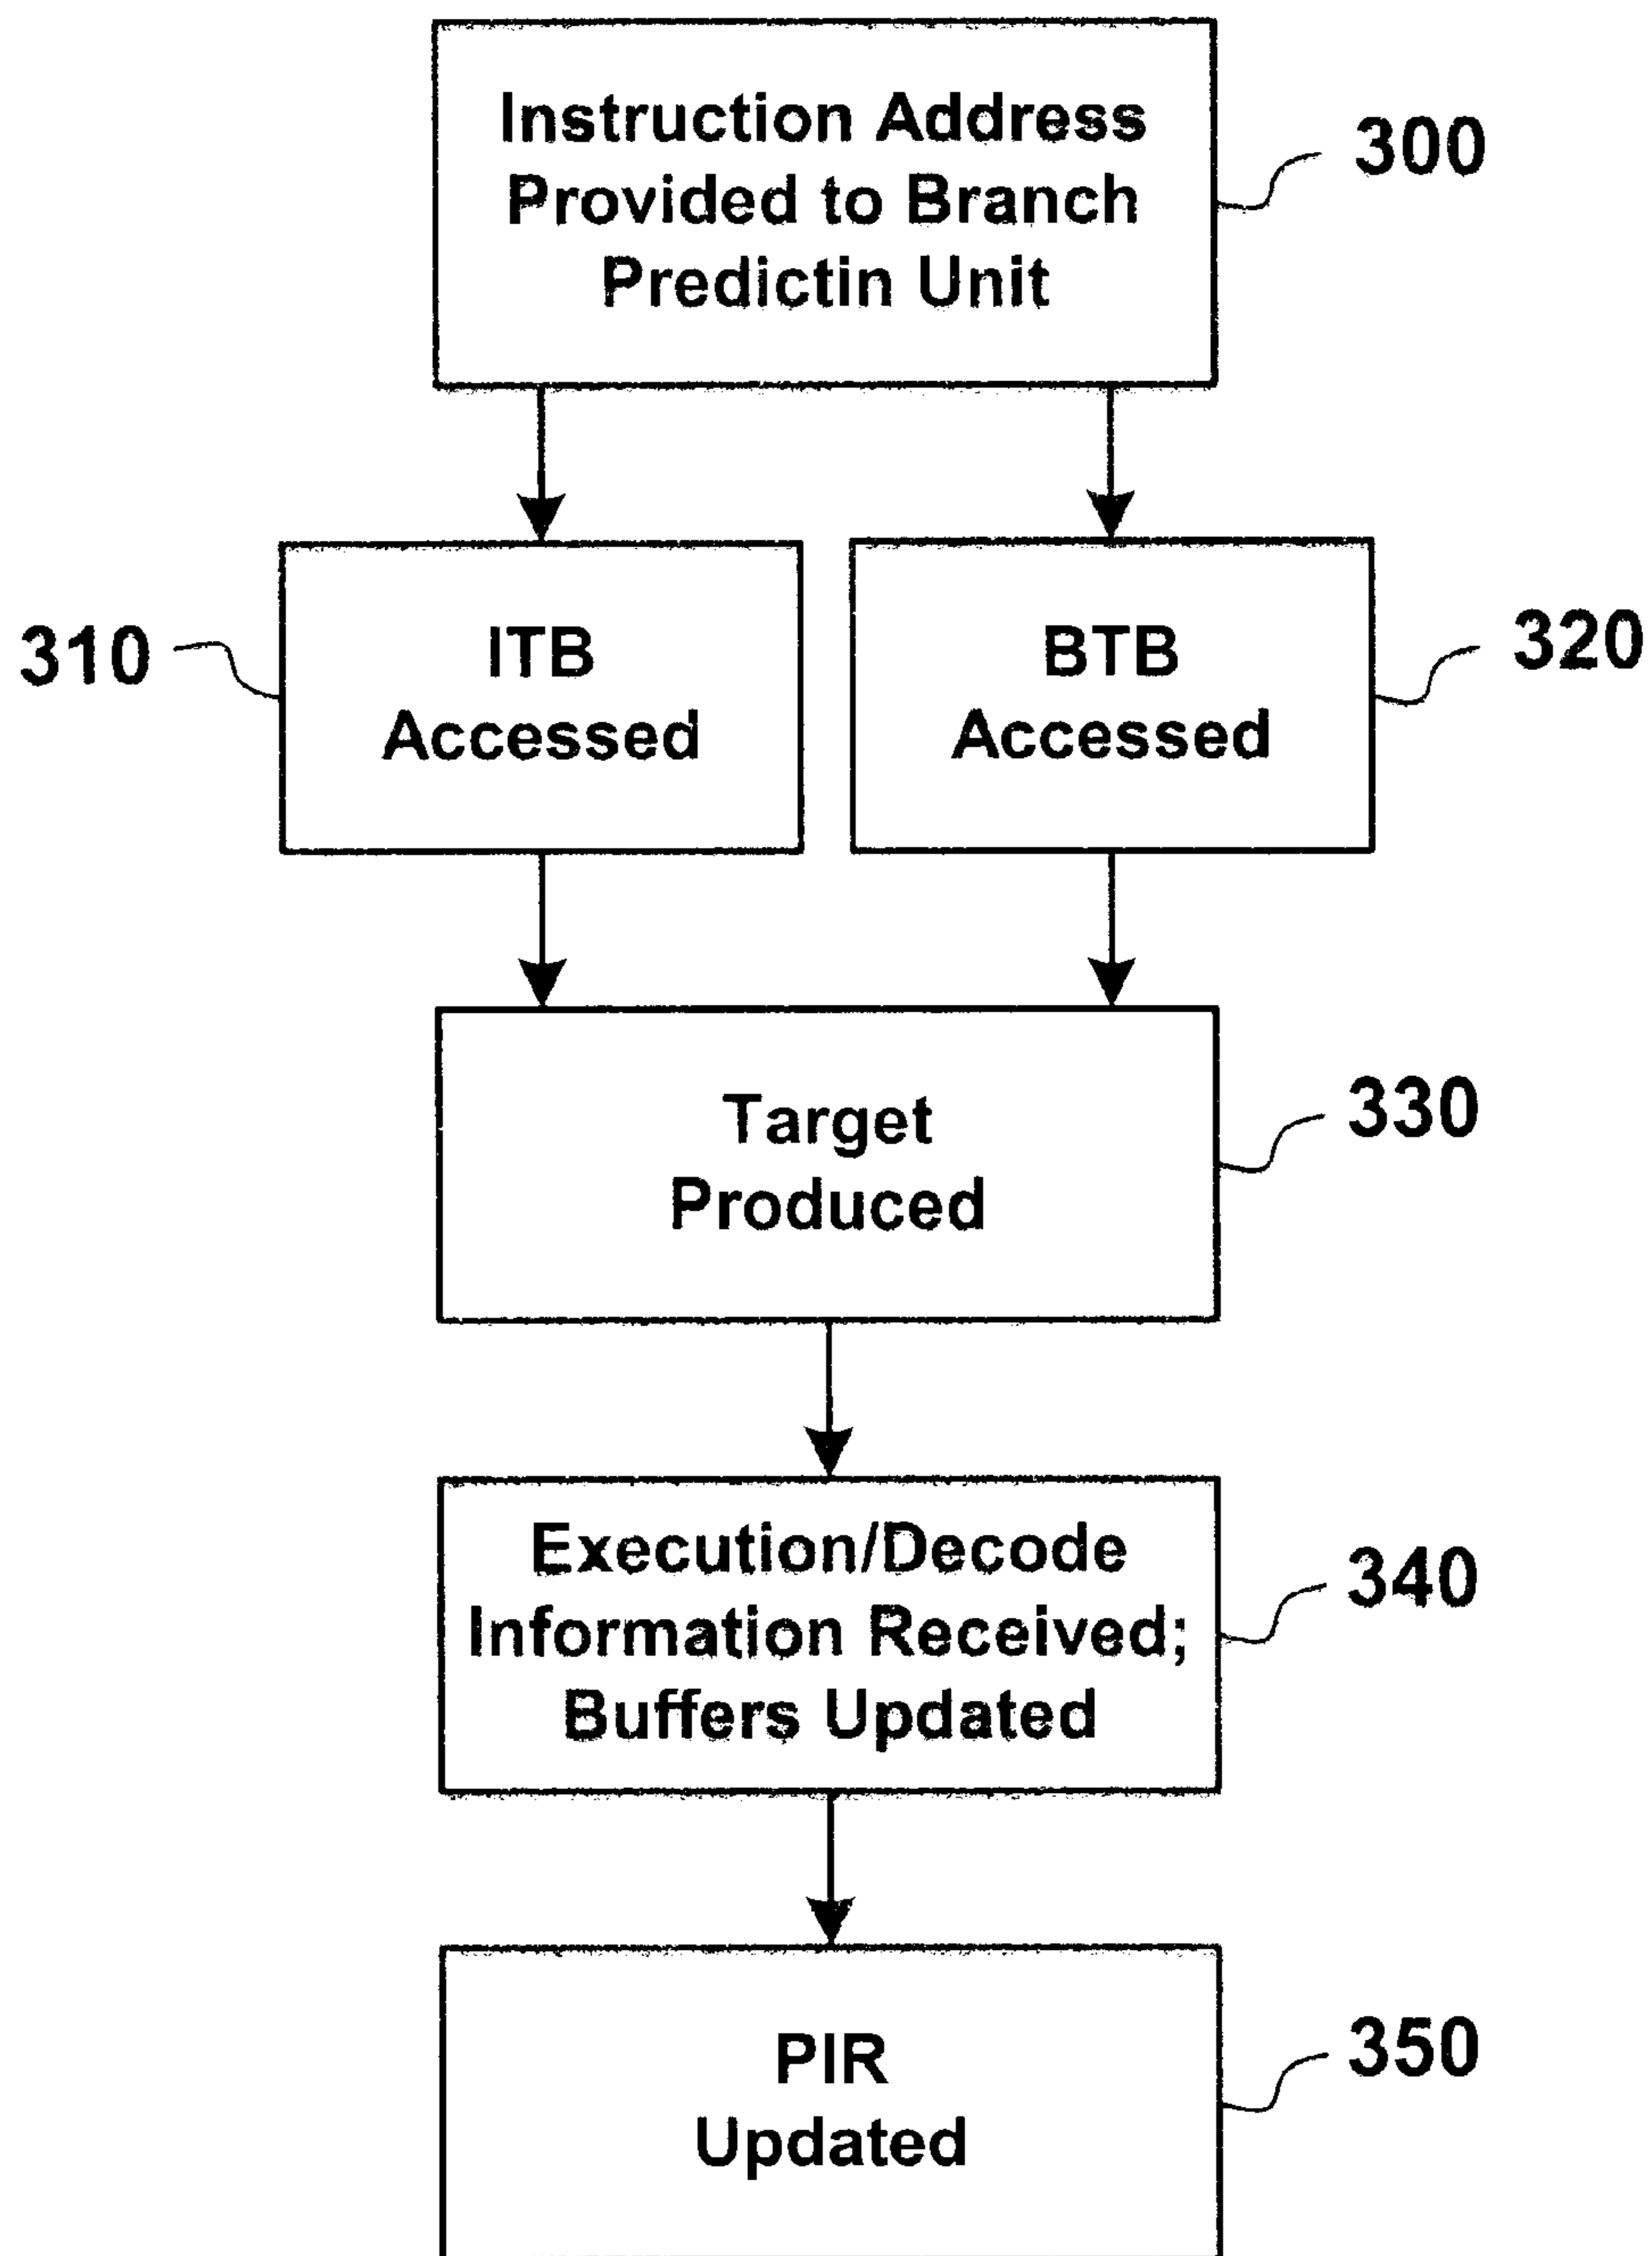 Instruction Address
Provided to Branch
Predictin Unit
300
310
ITB
Accessed
BTB
Accessed
320
Target
Produced
330
Execution/Decode
Information Received;
Buffers Updated
340
PIR
Updated
350